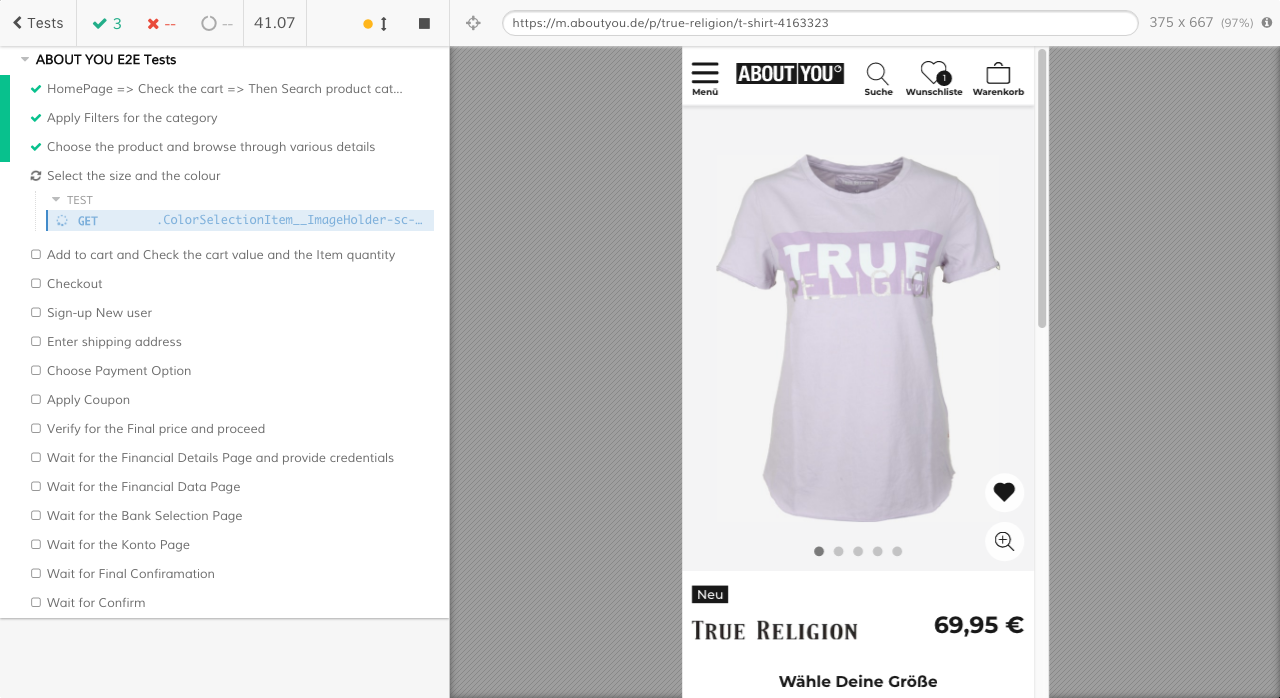 Tests
3
--
--
41.07
https://m.aboutyou.de/p/true-religion/t-shirt-4163323
375 x 667 (97%)
ABOUT YOU E2E Tests
HomePage => Check the cart => Then Search product cat...
Apply Filters for the category
Choose the product and browse through various details
Select the size and the colour
TEST
GET .ColorSelectionItem__ImageHolder-sc-...
Add to cart and Check the cart value and the Item quantity
Checkout
Sign-up New user
Enter shipping address
Choose Payment Option
Apply Coupon
Verify for the Final price and proceed
Wait for the Financial Details Page and provide credentials
Wait for the Financial Data Page
Wait for the Bank Selection Page
Wait for the Konto Page
Wait for Final Confiramation
Wait for Confirm
Menü
ABOUT YOU
Suche
1
Wunschliste
Warenkorb
TRUE
RELIGION
Neu
TRUE RELIGION
69,95 €
Wähle Deine Größe